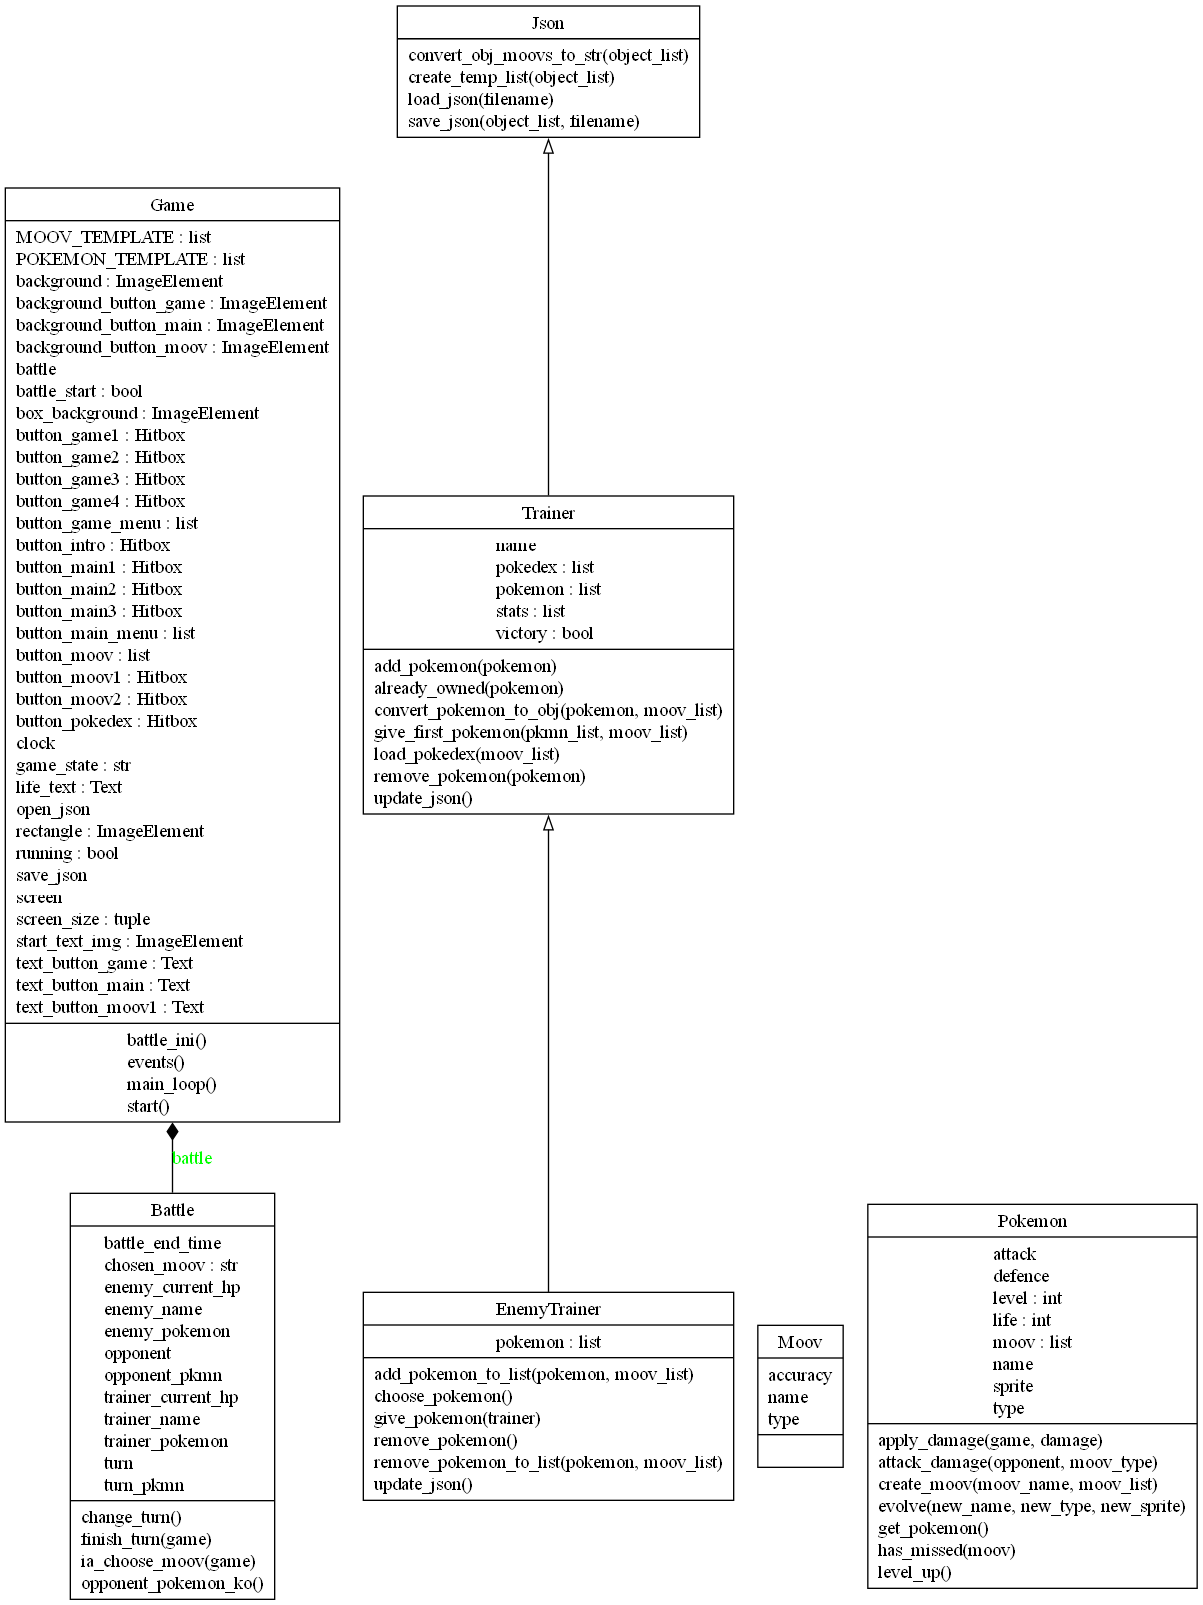 Json
convert_obj_moovs_to_str(object_list)
create_temp_list(object_list)
load_json(filename)
save_json(object_list, filename)
Game
MOOV_TEMPLATE : list
POKEMON_TEMPLATE : list
background : ImageElement
background_button_game : ImageElement
background_button_main : ImageElement
background_button_moov : ImageElement
battle
battle_start : bool
box_background : ImageElement
button_game1 : Hitbox
button_game2 : Hitbox
button_game3 : Hitbox
button_game4 : Hitbox
button_game_menu : list
button_intro : Hitbox
button_main1 : Hitbox
button_main2 : Hitbox
button_main3 : Hitbox
button_main_menu : list
button_moov : list
button_moov1 : Hitbox
button_moov2 : Hitbox
button_pokedex : Hitbox
clock
game_state : str
life_text : Text
open_json
rectangle : ImageElement
running : bool
save_json
screen
screen_size : tuple
start_text_img : ImageElement
text_button_game : Text
text_button_main : Text
text_button_moov1 : Text
battle_ini()
events()
main_loop()
start()
Trainer
name
pokedex : list
pokemon : list
stats : list
victory : bool
add_pokemon(pokemon)
already_owned(pokemon)
convert_pokemon_to_obj(pokemon, moov_list)
give_first_pokemon(pkmn_list, moov_list)
load_pokedex(moov_list)
remove_pokemon(pokemon)
update_json()
battle
Battle
battle_end_time
chosen_moov : str
enemy_current_hp
enemy_name
enemy_pokemon
opponent
opponent_pkmn
trainer_current_hp
trainer_name
trainer_pokemon
turn
turn_pkmn
change_turn()
finish_turn(game)
ia_choose_moov(game)
opponent_pokemon_ko()
EnemyTrainer
pokemon : list
add_pokemon_to_list(pokemon, moov_list)
choose_pokemon()
give_pokemon(trainer)
remove_pokemon()
remove_pokemon_to_list(pokemon, moov_list)
update_json()
Moov
accuracy
name
type
Pokemon
attack
defence
level : int
life : int
moov : list
name
sprite
type
apply_damage(game, damage)
attack_damage(opponent, moov_type)
create_moov(moov_name, moov_list)
evolve(new_name, new_type, new_sprite)
get_pokemon()
has_missed(moov)
level_up()